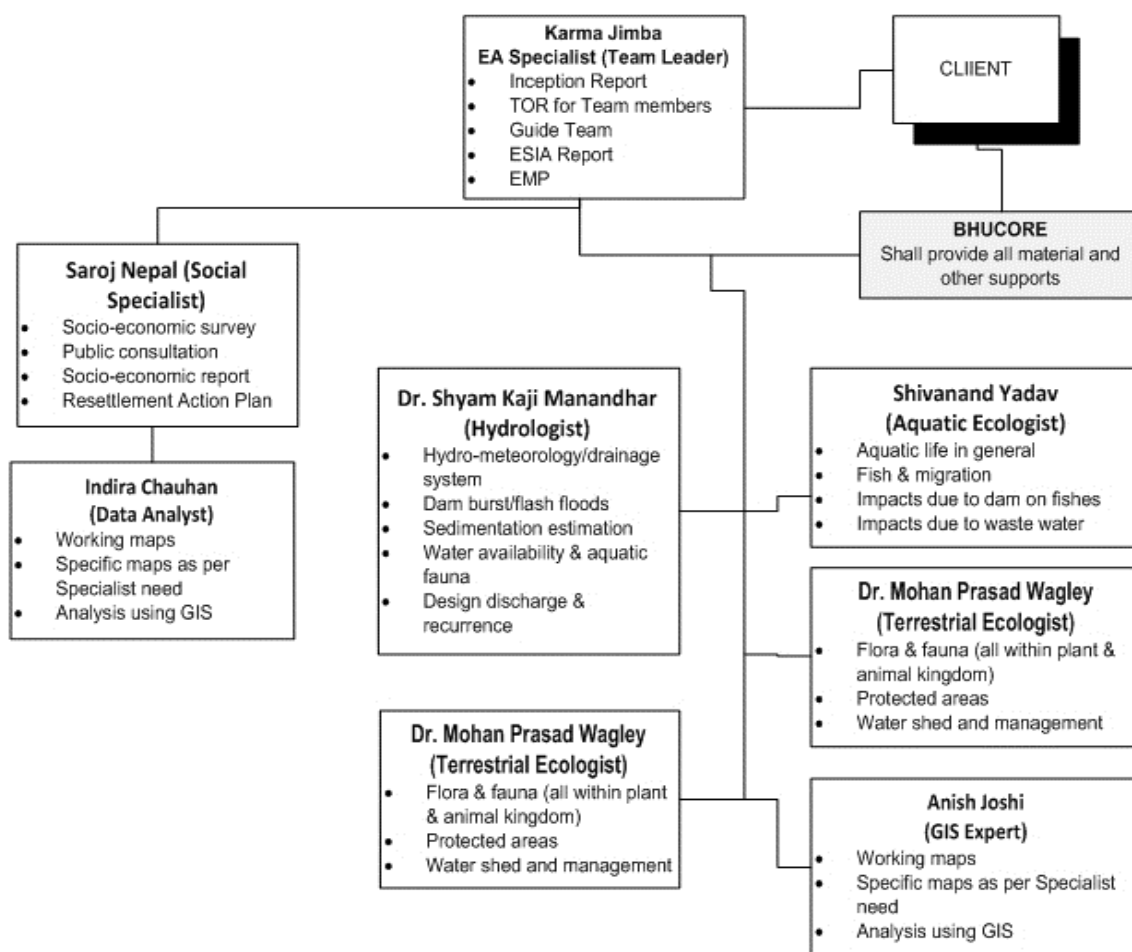 Karma Jimba
EA Specialist (Team Leader)
• Inception Report
• TOR for Team members
• Guide Team
• ESIA Report
• EMP
CLIIENT
BHUCORE
Shall provide all material and
other supports
Saroj Nepal (Social
Specialist)
• Socio-economic survey
• Public consultation
• Socio-economic report
• Resettlement Action Plan
Indira Chauhan
(Data Analyst)
• Working maps
• Specific maps as per
Specialist need
• Analysis using GIS
Dr. Shyam Kaji Manandhar
(Hydrologist)
• Hydro-meteorology/drainage
system
• Dam burst/flash floods
• Sedimentation estimation
• Water availability & aquatic
fauna
• Design discharge &
recurrence
Shivanand Yadav
(Aquatic Ecologist)
• Aquatic life in general
• Fish & migration
• Impacts due to dam on fishes
• Impacts due to waste water
Dr. Mohan Prasad Wagley
(Terrestrial Ecologist)
• Flora & fauna (all within plant &
animal kingdom)
• Protected areas
• Water shed and management
Dr. Mohan Prasad Wagley
(Terrestrial Ecologist)
• Flora & fauna (all within plant
& animal kingdom)
• Protected areas
• Water shed and management
Anish Joshi
(GIS Expert)
• Working maps
• Specific maps as per Specialist
need
• Analysis using GIS